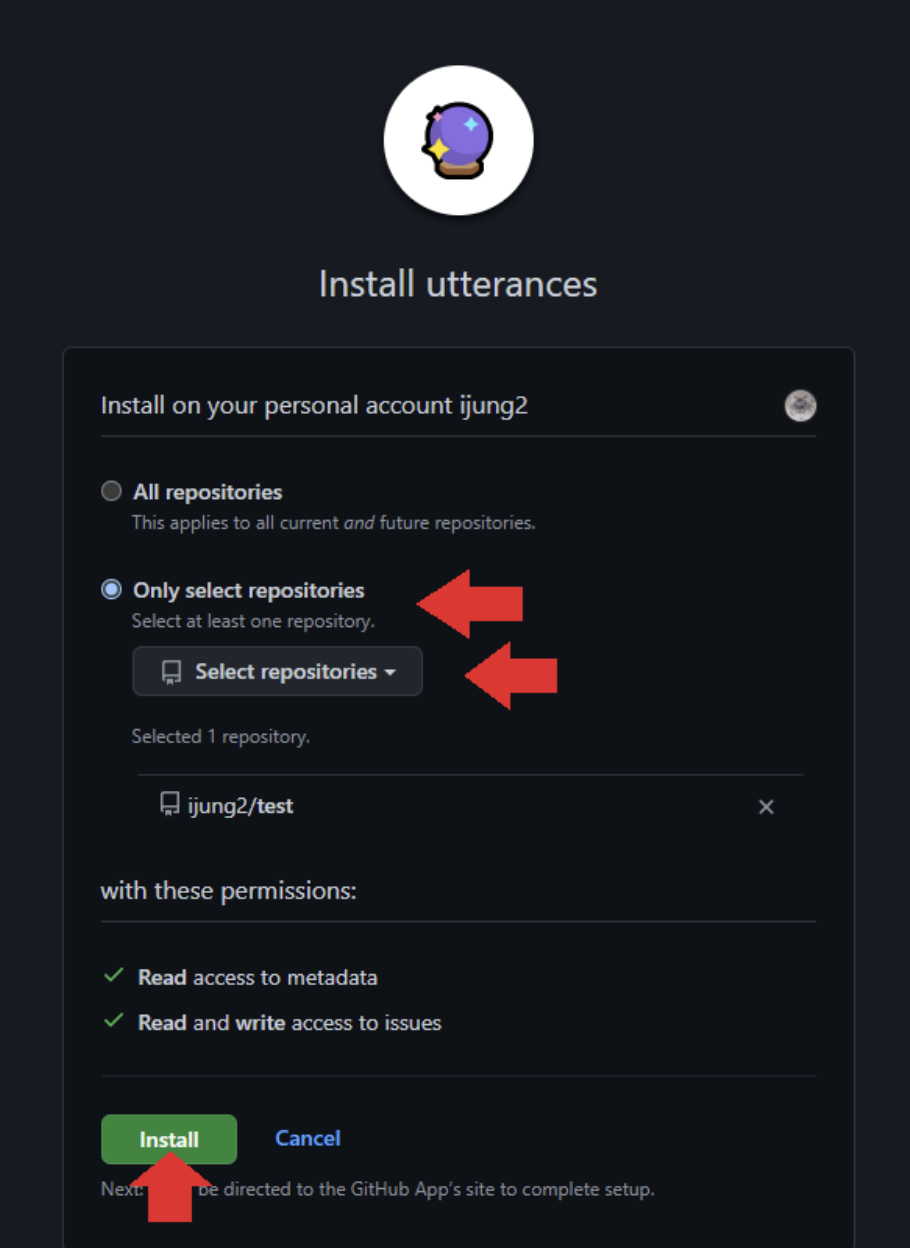 Install utterances
Install on your personal account ijung2
All repositories
This applies to all current and future repositories.
Only select repositories
Select at least one repository.
Select repositories
Selected 1 repository.
ijung2/test
with these permissions:
Read access to metadata
Read and write access to issues
Install Cancel
Next: be directed to the GitHub App's site to complete setup.